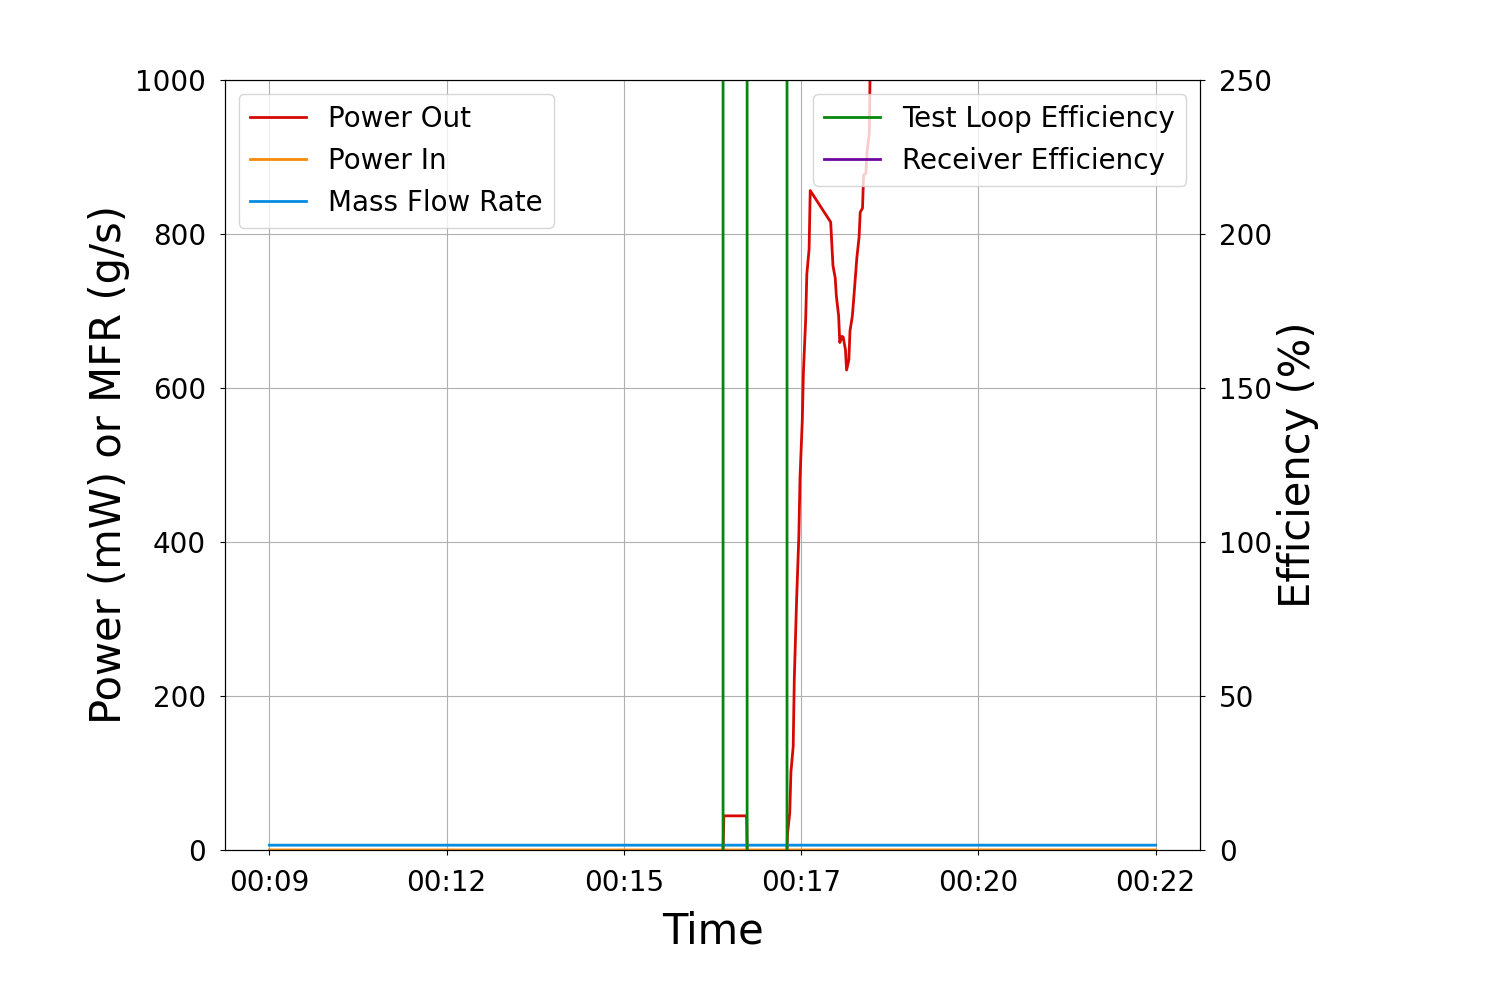 1000
800
600
400
200
0
Power (mW) or MFR (g/s)
Power Out
Power In
Mass Flow Rate
Test Loop Efficiency
Receiver Efficiency
250
200
150
100
50
0
Efficiency (%)
00:09 00:12 00:15 00:17 00:20 00:22
Time